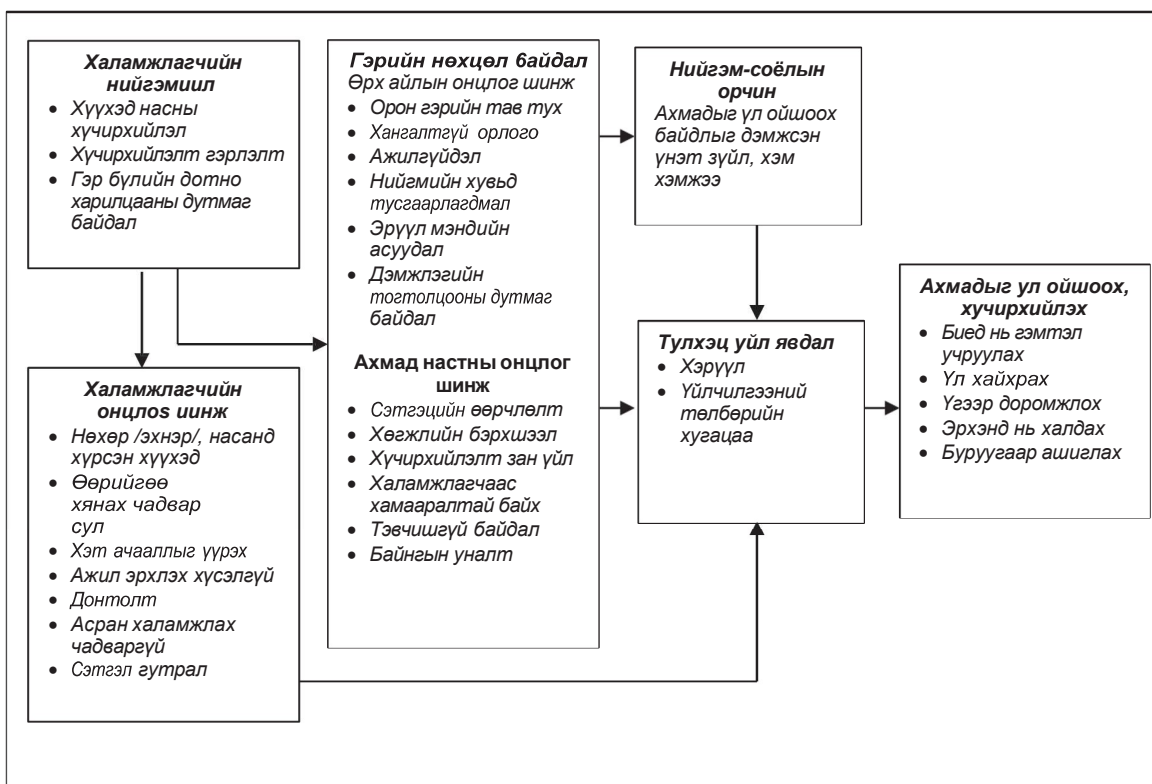 Халамжлагчийн
нийгэмиил
• Хүүхэд насны
хүчирхийлэл
• Хүчирхийлэлт гэрлэлт
• Гэр бүлийн дотно
харилцааны дутмаг
байдал
Халамжлагчийн
онцлоs шинж
• Нөхөр /эхнэр/, насанд
хүрсэн хүүхэд
• Өөрийгөө
хянах чадвар
сул
• Хэт ачааллыг үүрэх
• Ажил эрхлэх хүсэлгүй
• Донтолт
• Асран халамжлах
чадваргүй
• Сэтгэл гутрал
Гэрийн нөхцөл 6айдал
Өрх айлын онцлог шинж
• Орон гэрийн тав тух
• Хангалтгүй орлого
• Ажилгүйдэл
• Нийгмийн хувьд
тусгаарлагдмал
• Эрүүл мэндийн
асуудал
• Дэмжлэгийн
тогтолцооны дутмаг
байдал
Ахмад настны онцлог
шинж
• Сэтгэцийн өөрчлөлт
• Хөгжлийн бэрхшээл
• Хүчирхийлэлт зан үйл
• Халамжлагчаас
хамааралтай байх
• Тэвчишгүй байдал
• Байнгын уналт
Нийгэм-соёлын
орчин
Ахмадыг үл ойшоох
байдлыг дэмжсэн
үнэт зүйл, хэм
хэмжээ
Тулхэц уйл явдал
• Хэрүүл
• Үйлчилгээний
төлбөрийн
хугацаа
Ахмадыг ул ойшоох,
хучирхийлэх
• Биед нь гэмтэл
учруулах
• Үл хайхрах
• Үгээр доромжлох
• Эрхэнд нь халдах
• Буруугаар ашиглах